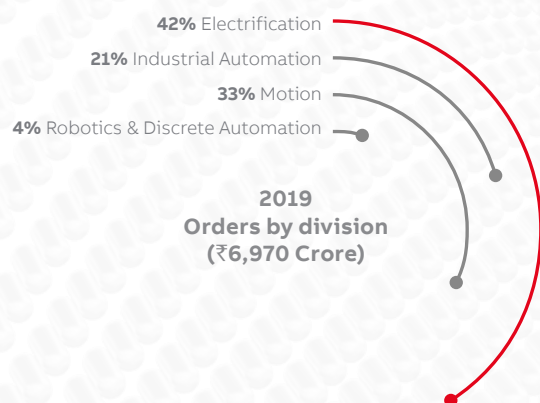 42% Electrification
21% Industrial Automation
33% Motion
4% Robotics & Discrete Automation
2019
Orders by division
(₹6,970 Crore)